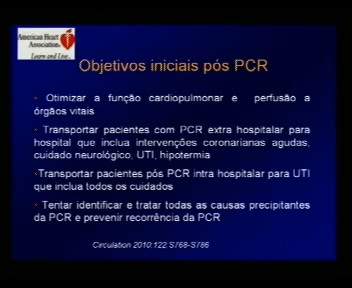 American Heart
Association®
Learn and Live..
Objetivos iniciais pós PCR
• Otimizar a função cardiopulmonar e perfusão a
órgãos vitais
• Transportar pacientes com PCR extra hospitalar para
hospital que inclua intervenções coronarianas agudas,
cuidado neurológico, UTI, hipotermia
•Transportar pacientes pós PCR intra hospitalar para UTI
que inclua todos os cuidados
• Tentar identificar e tratar todas as causas precipitantes
da PCR e prevenir recorrência da PCR
Circulation 2010:122:S768-S786